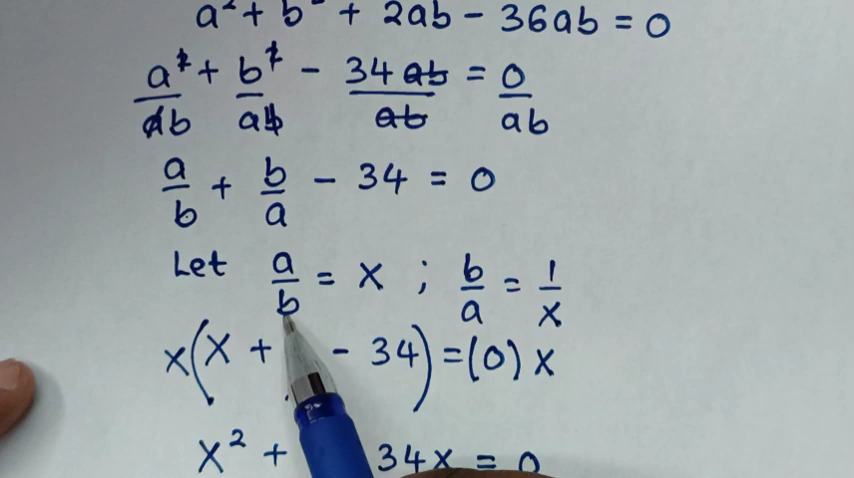 a² + b² + 2ab - 36ab = 0
a²/ab + b²/ab - 34ab/ab = 0/ab
a/b + b/a - 34 = 0
Let a/b = x ; b/a = 1/x
x(x + - 34) = (0) x
x² + 34x = 0